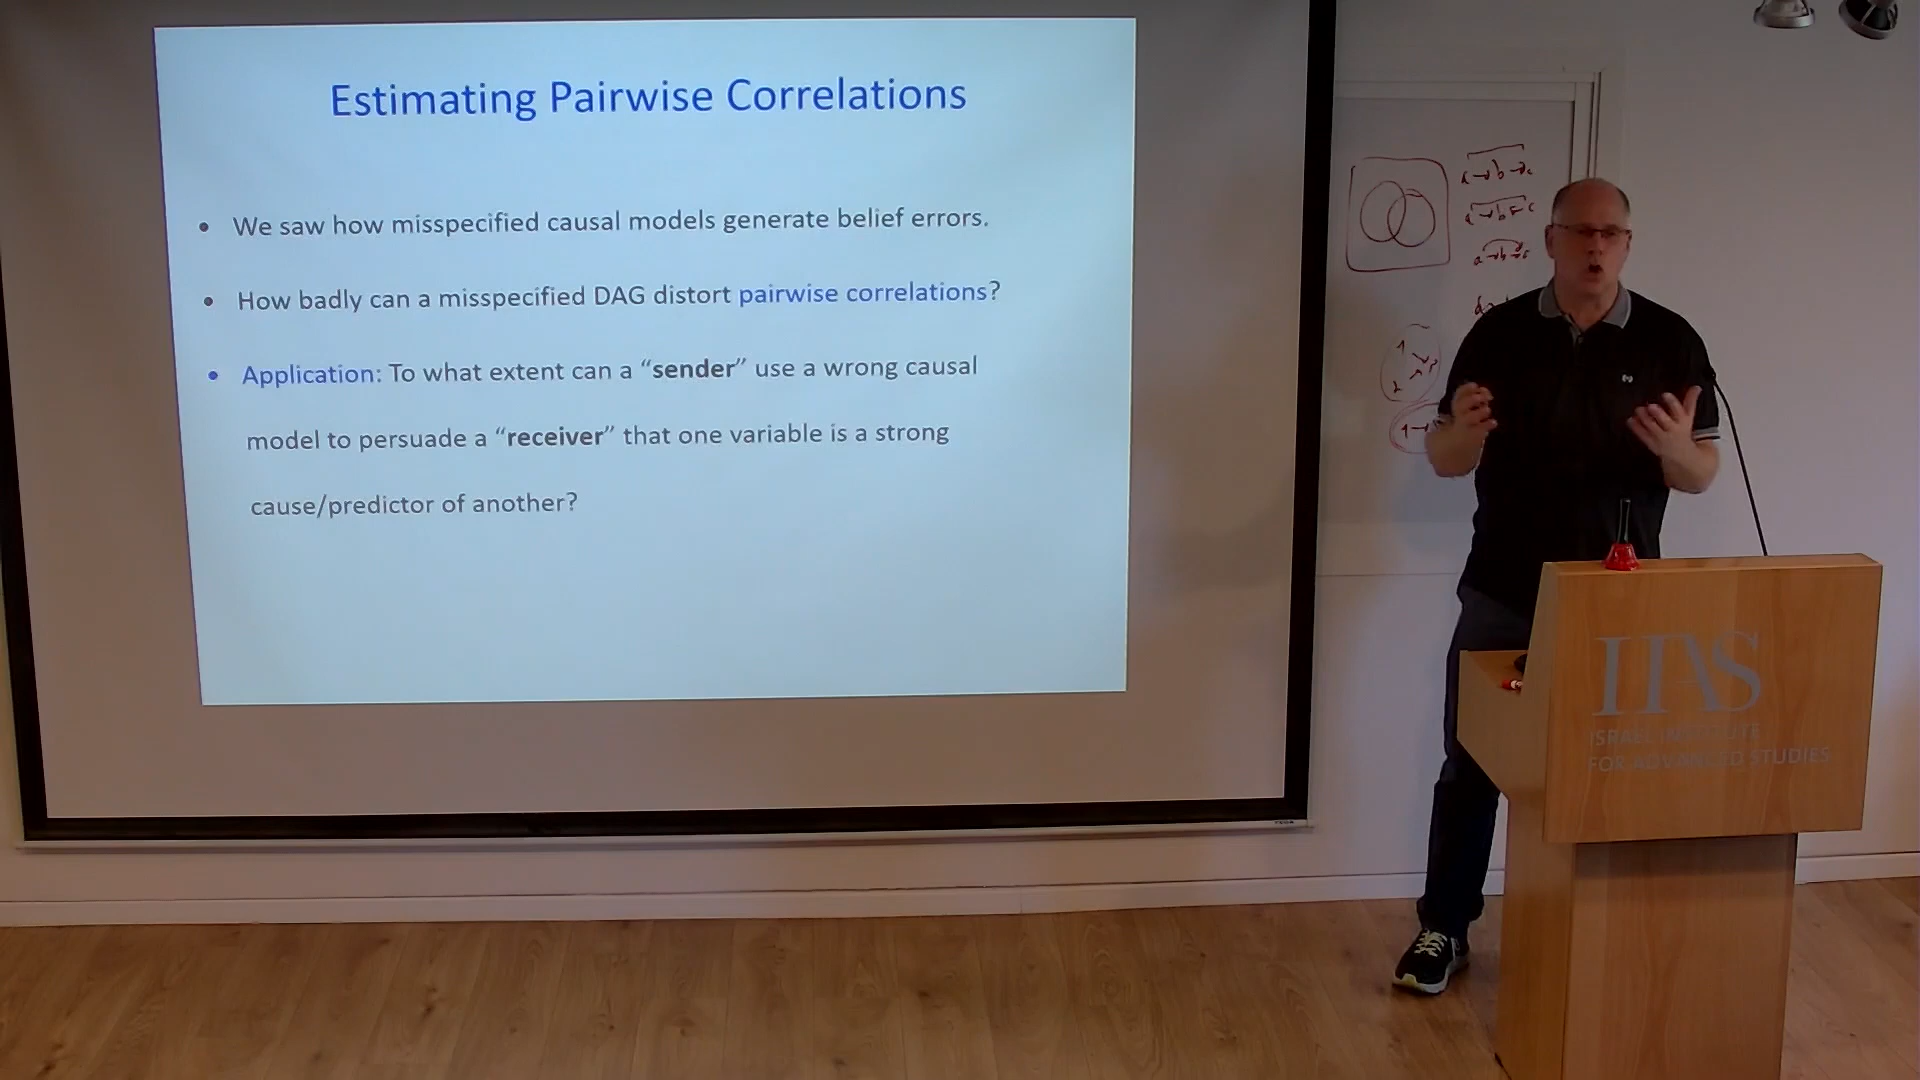 Estimating Pairwise Correlations
• We saw how misspecified causal models generate belief errors.
• How badly can a misspecified DAG distort pairwise correlations?
• Application: To what extent can a “sender” use a wrong causal
model to persuade a “receiver” that one variable is a strong
cause/predictor of another?
a→b→c
a→b←c
a→b→c
IIAS
ISRAEL INSTITUTE
FOR ADVANCED STUDIES